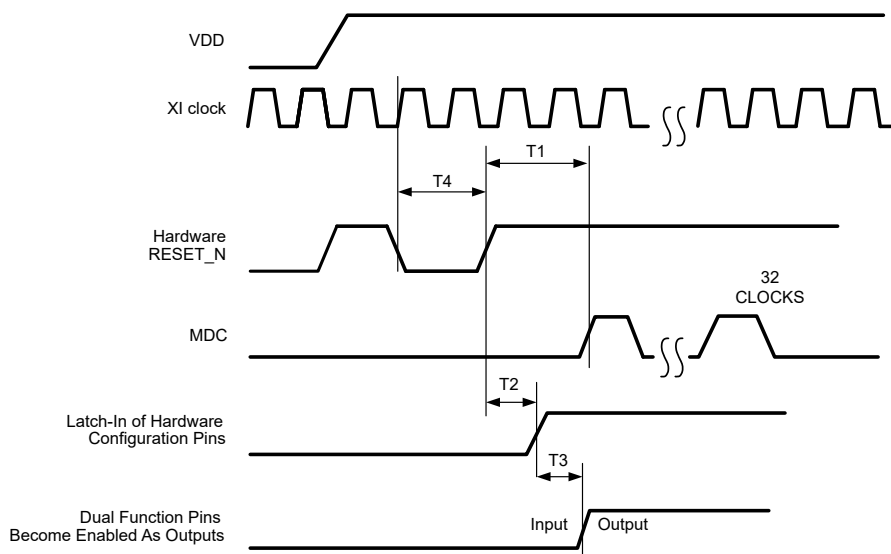 VDD
XI clock
T1
T4
Hardware
RESET_N
32
CLOCKS
MDC
T2
Latch-In of Hardware
Configuration Pins
T3
Dual Function Pins
Become Enabled As Outputs
Input
Output